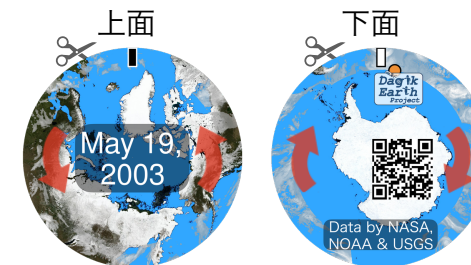 上面
下面
May 19,
2003
Dagik
Earth
Project
Data by NASA,
NOAA & USGS